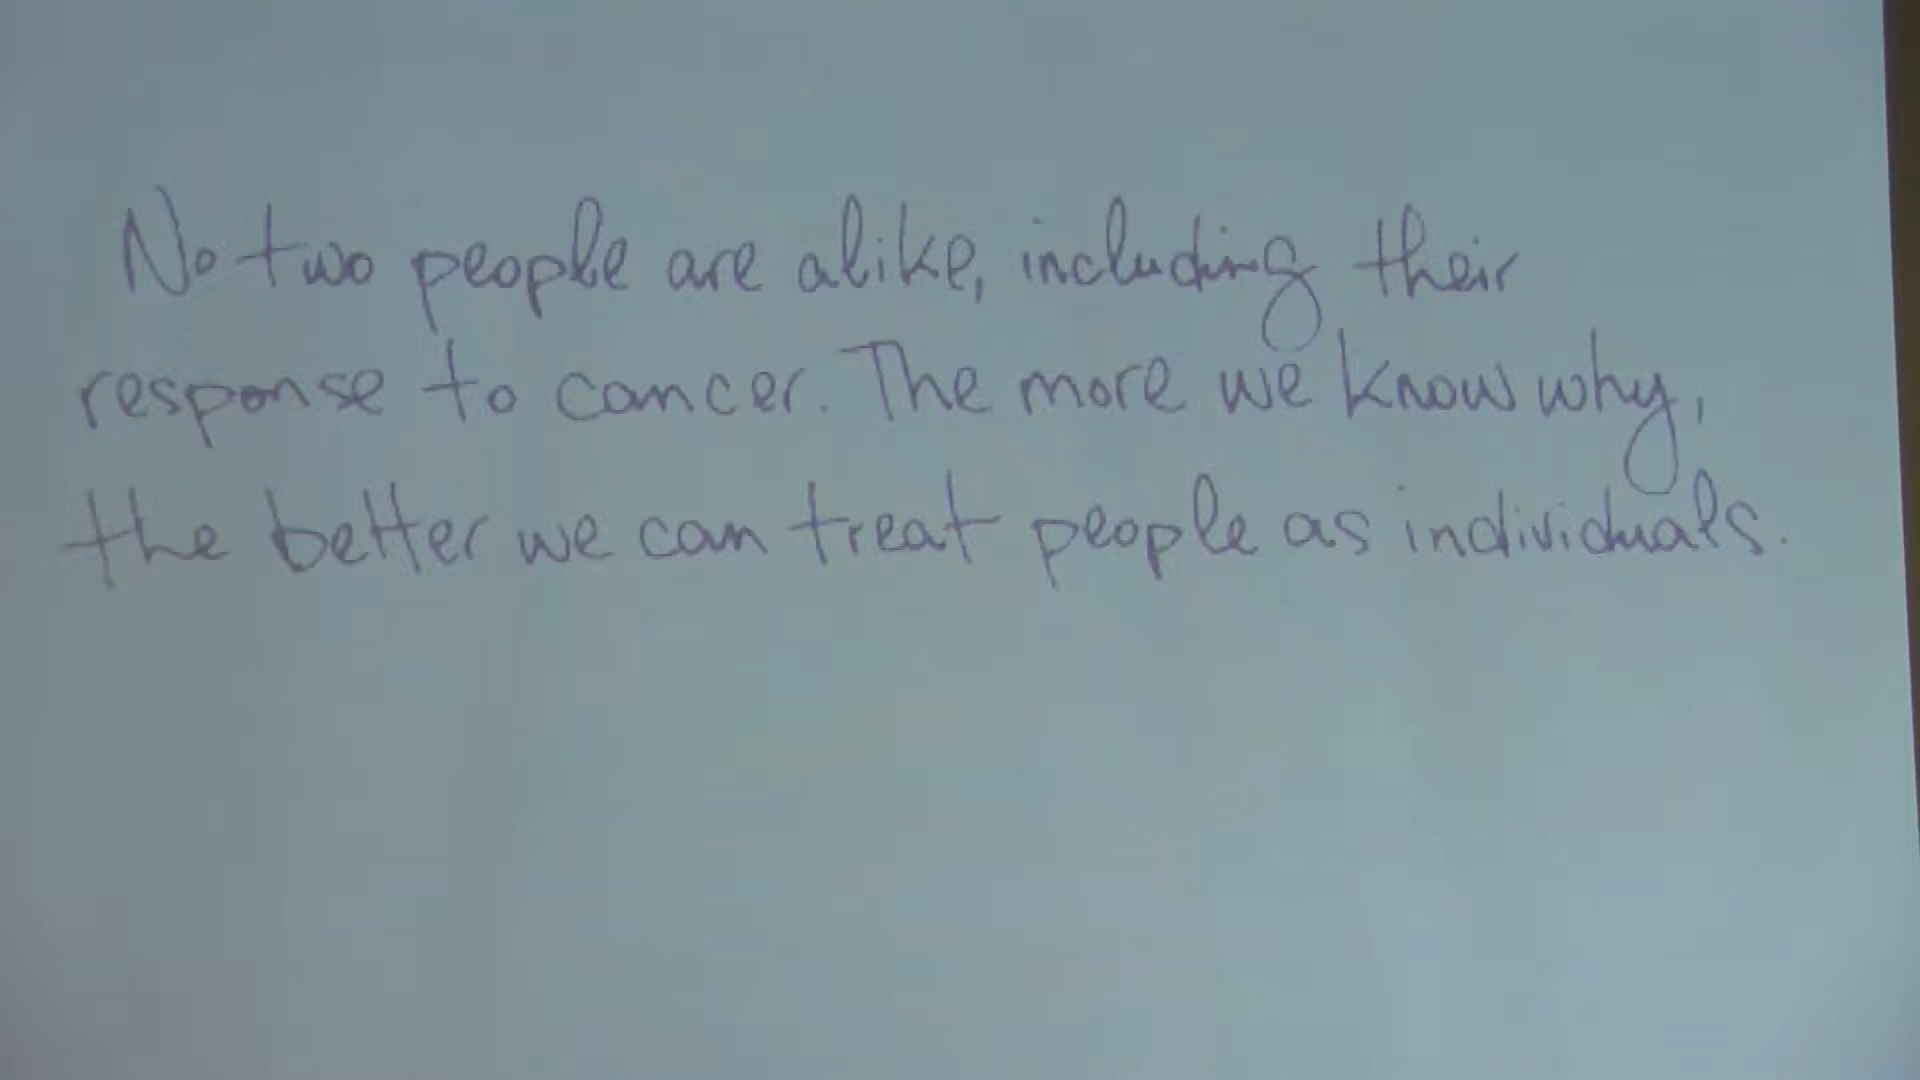 No two people are alike, including their
response to cancer. The more we know why,
the better we can treat people as individuals.